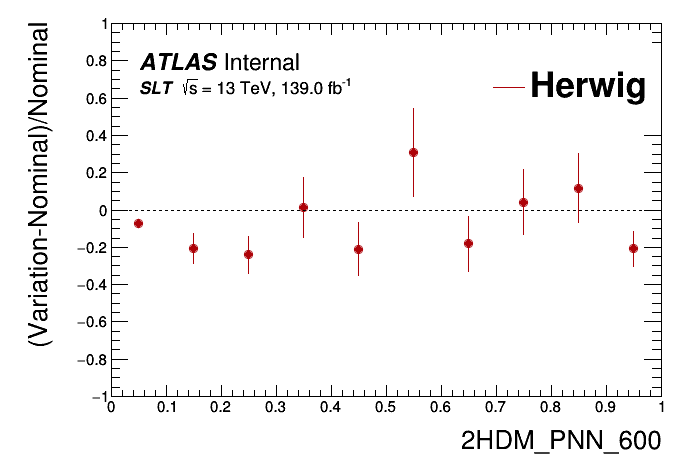 (Variation-Nominal)/Nominal
ATLAS Internal
SLT √s = 13 TeV, 139.0 fb⁻¹
Herwig
1
0.8
0.6
0.4
0.2
0
−0.2
−0.4
−0.6
−0.8
−1
0 0.1 0.2 0.3 0.4 0.5 0.6 0.7 0.8 0.9 1
2HDM_PNN_600